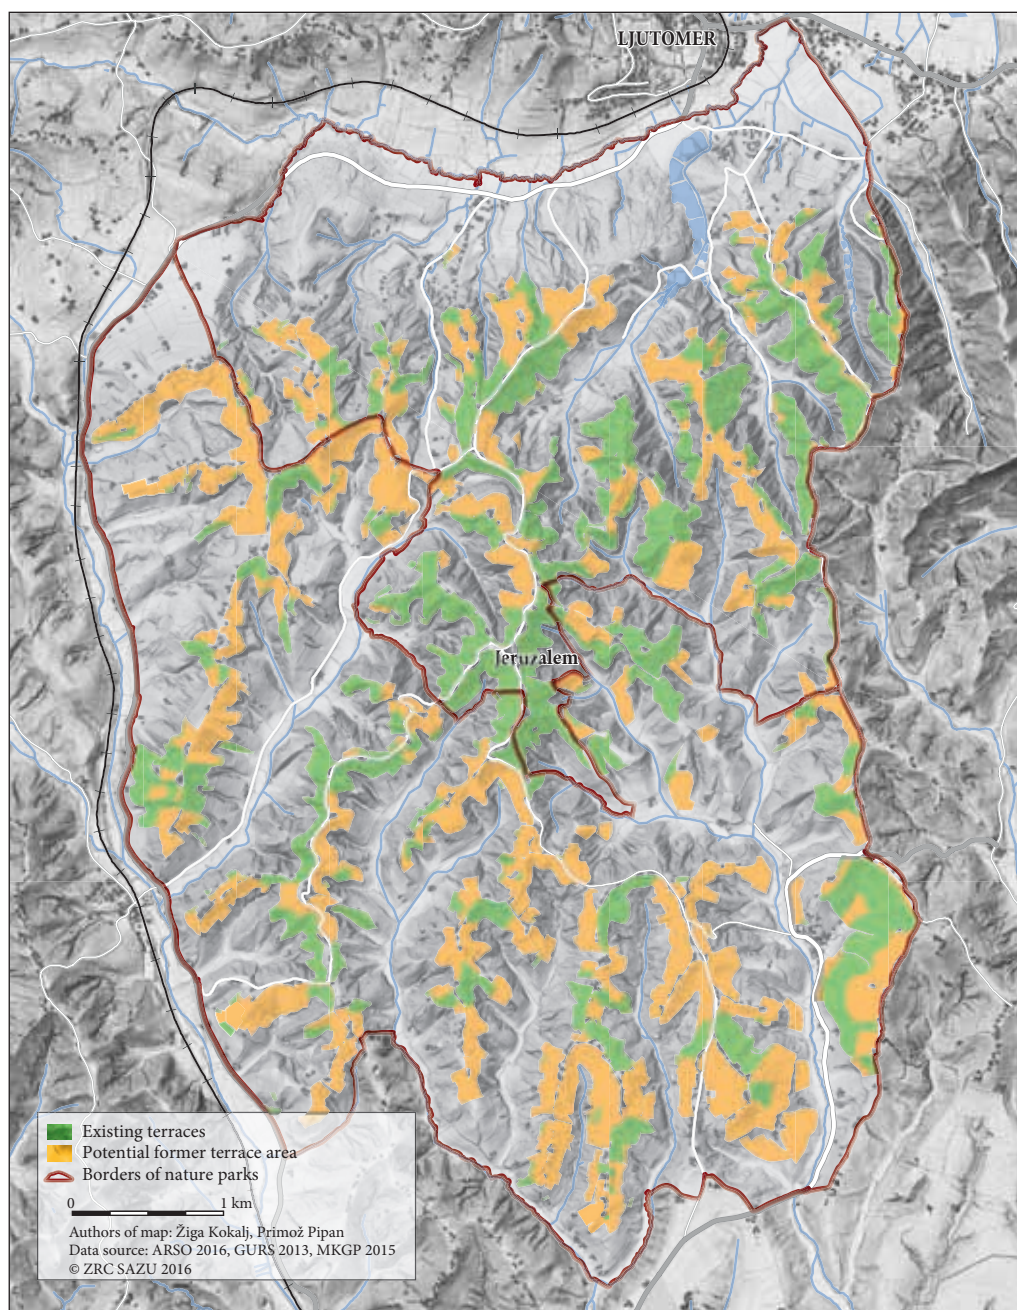 LJUTOMER
Jeruzalem
Existing terraces
Potential former terrace area
Borders of nature parks
0 1 km
Authors of map: Žiga Kokalj, Primož Pipan
Data source: ARSO 2016, GURS 2013, MKGP 2015
© ZRC SAZU 2016